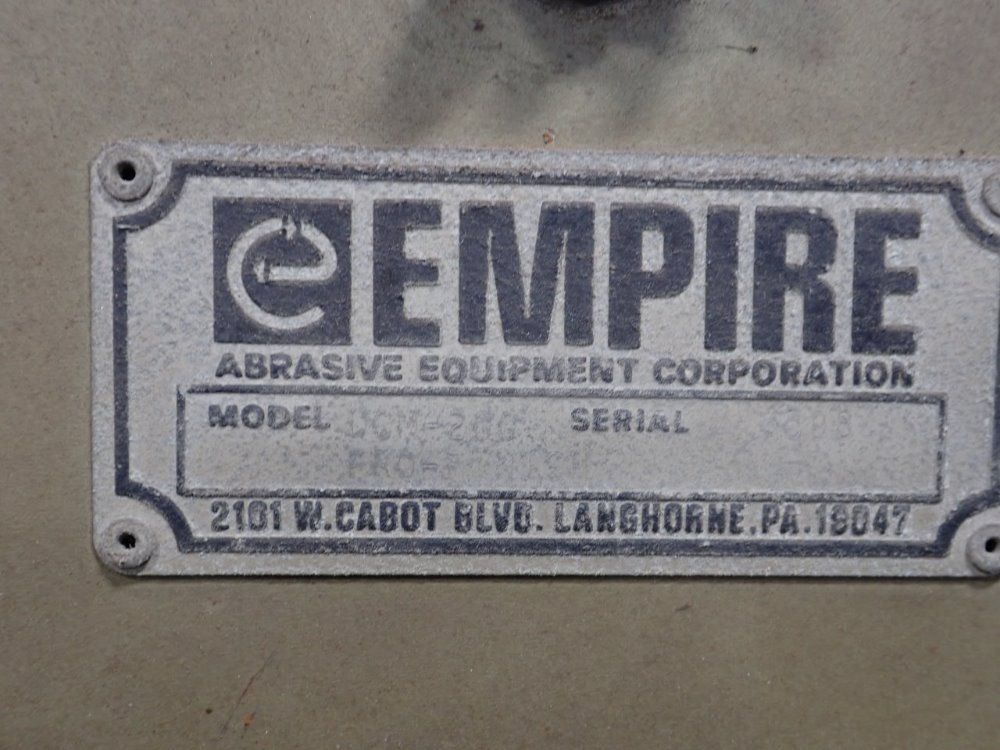 e EMPIRE
ABRASIVE EQUIPMENT CORPORATION
MODEL SERIAL
2101 W. CABOT BLVD. LANGHORNE, PA. 19047